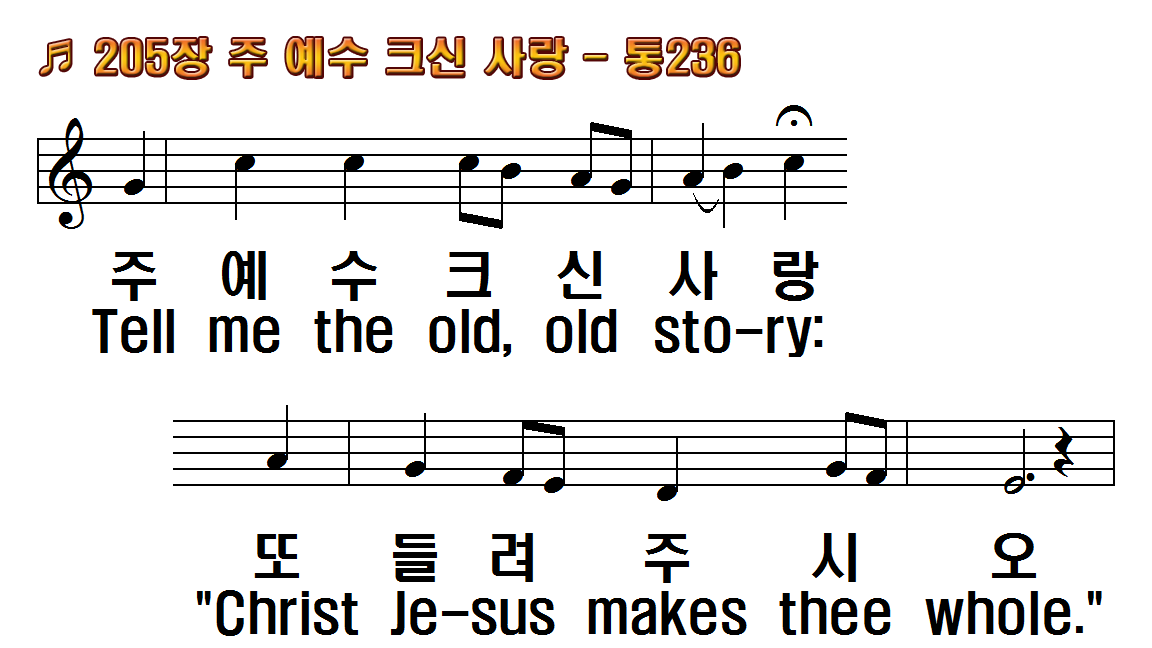 ♬ 205장 주 예수 크신 사랑 - 통236
주 예 수 크 신 사 랑
Tell me the old, old sto-ry:
또 들 려 주 시 오
"Christ Je-sus makes thee whole."